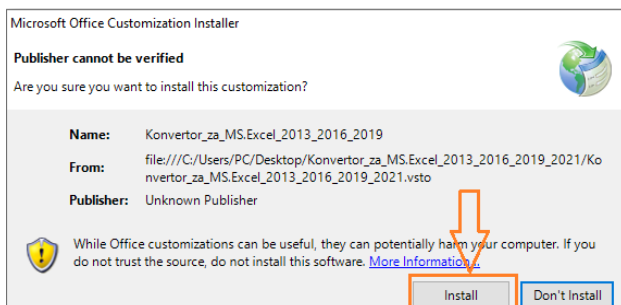 Microsoft Office Customization Installer
Publisher cannot be verified
Are you sure you want to install this customization?
Name: Konvertor_za_MS.Excel_2013_2016_2019
From: file:///C:/Users/PC/Desktop/Konvertor_za_MS.Excel_2013_2016_2019_2021/Ko
nvertor_za_MS.Excel_2013_2016_2019_2021.vsto
Publisher: Unknown Publisher
While Office customizations can be useful, they can potentially harm your computer. If you
do not trust the source, do not install this software. More Information...
Install Don't Install